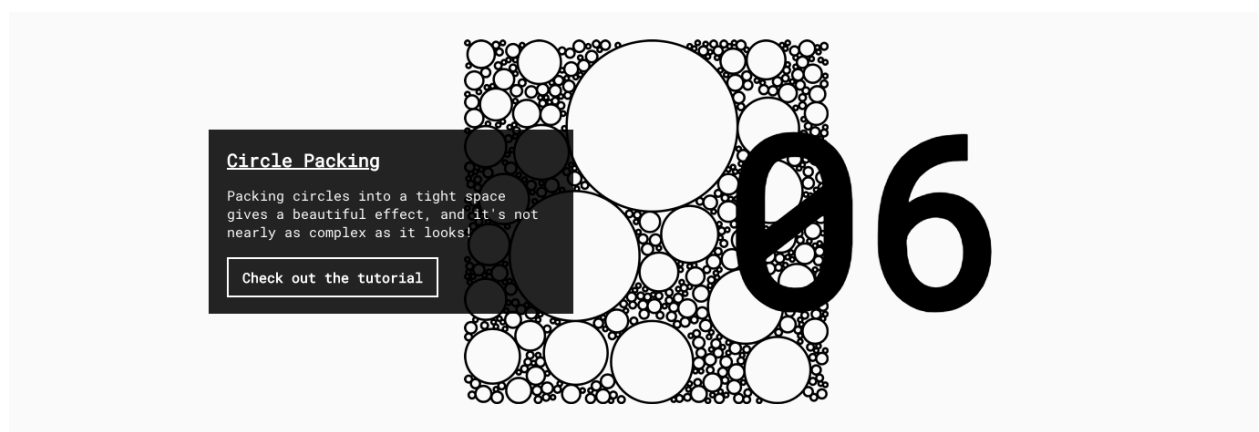 Circle Packing
Packing circles into a tight space
gives a beautiful effect, and it's not
nearly as complex as it looks!
Check out the tutorial
06